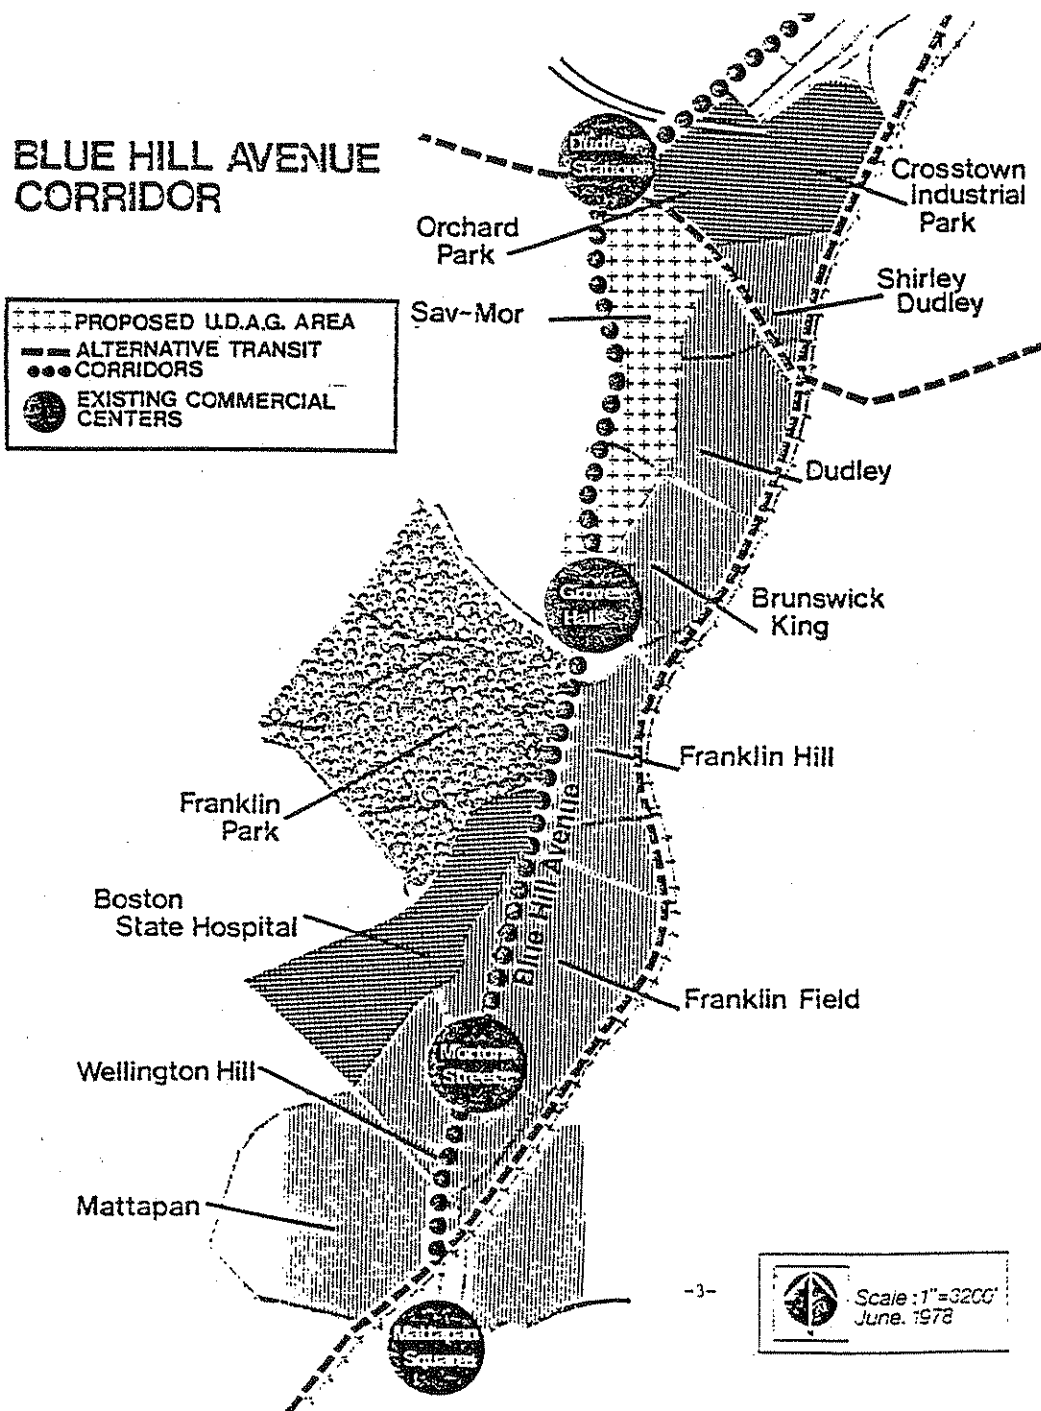 BLUE HILL AVENUE
CORRIDOR
PROPOSED U.D.A.G. AREA
ALTERNATIVE TRANSIT
CORRIDORS
EXISTING COMMERCIAL
CENTERS
Dudley
Station
Crosstown
Industrial
Park
Orchard
Park
Shirley
Dudley
Sav-Mor
Dudley
Grove
Hall
Brunswick
King
Franklin Hill
Franklin
Park
Blue Hill Avenue
Boston
State Hospital
Franklin Field
Morton
Street
Wellington Hill
Mattapan
-3-
Scale : 1"=3200'
June. 1978
Mattapan
Square